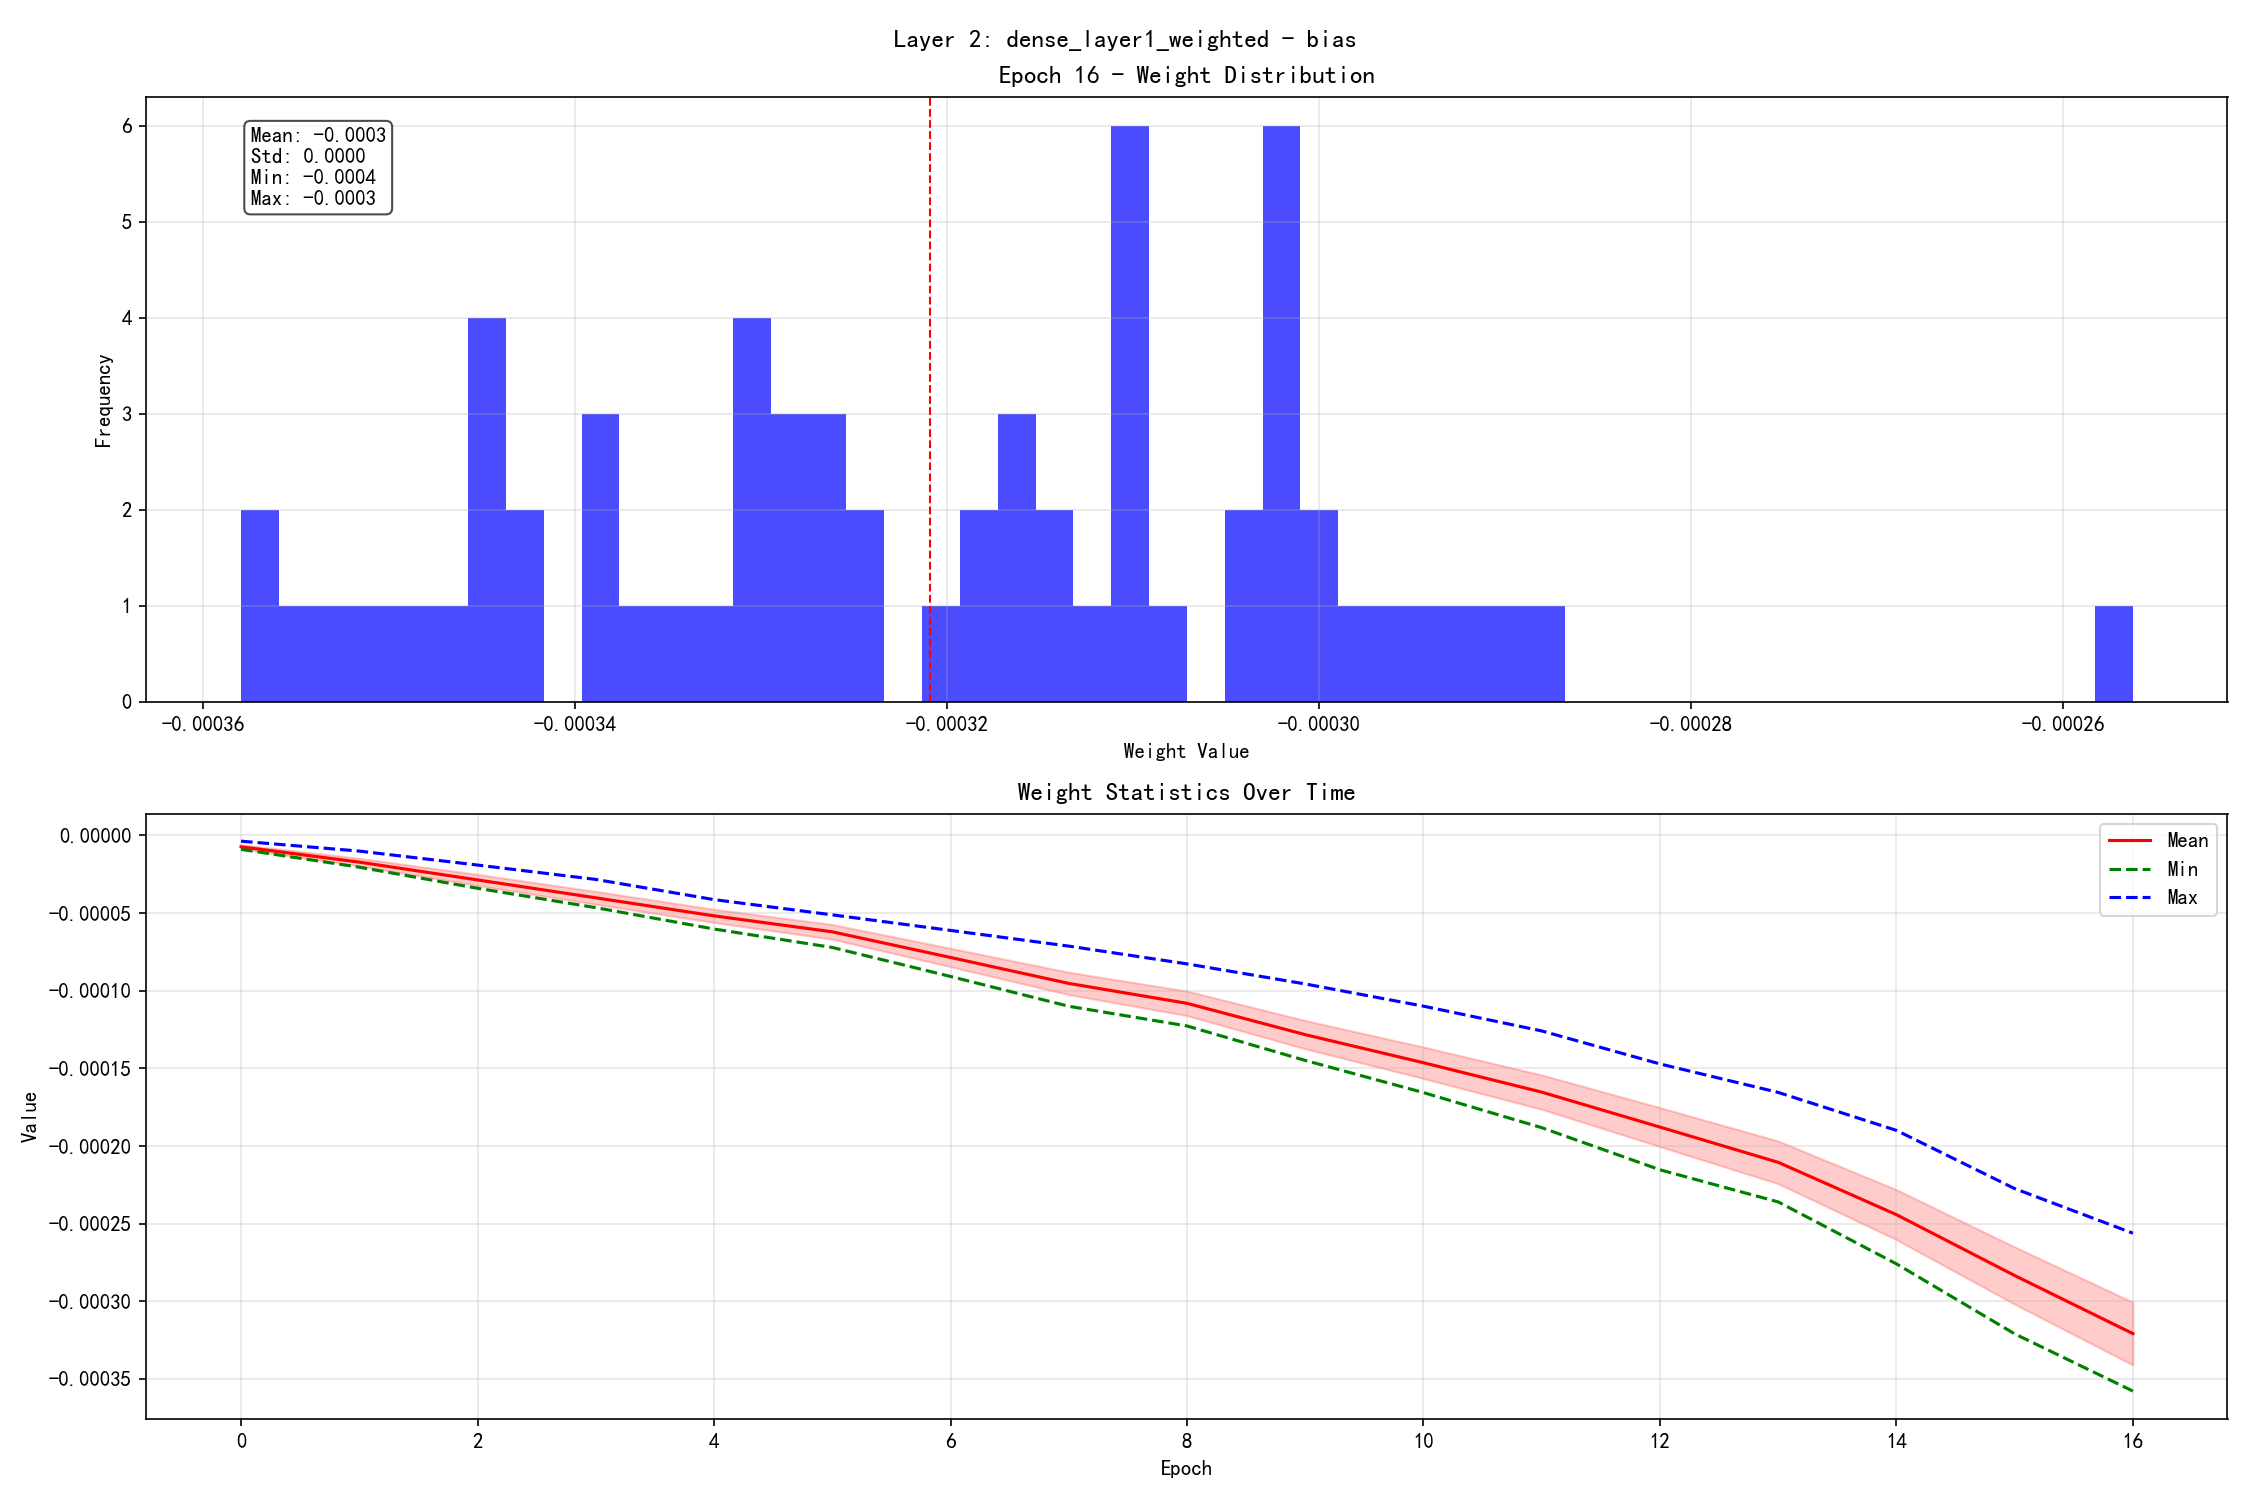 Layer 2: dense_layer1_weighted - bias
Epoch 16 - Weight Distribution
Mean: -0.0003
Std: 0.0000
Min: -0.0004
Max: -0.0003
6
5
4
3
2
1
0
Frequency
-0.00036 -0.00034 -0.00032 -0.00030 -0.00028 -0.00026
Weight Value
Weight Statistics Over Time
Mean
Min
Max
0.00000
-0.00005
-0.00010
-0.00015
-0.00020
-0.00025
-0.00030
-0.00035
Value
0 2 4 6 8 10 12 14 16
Epoch